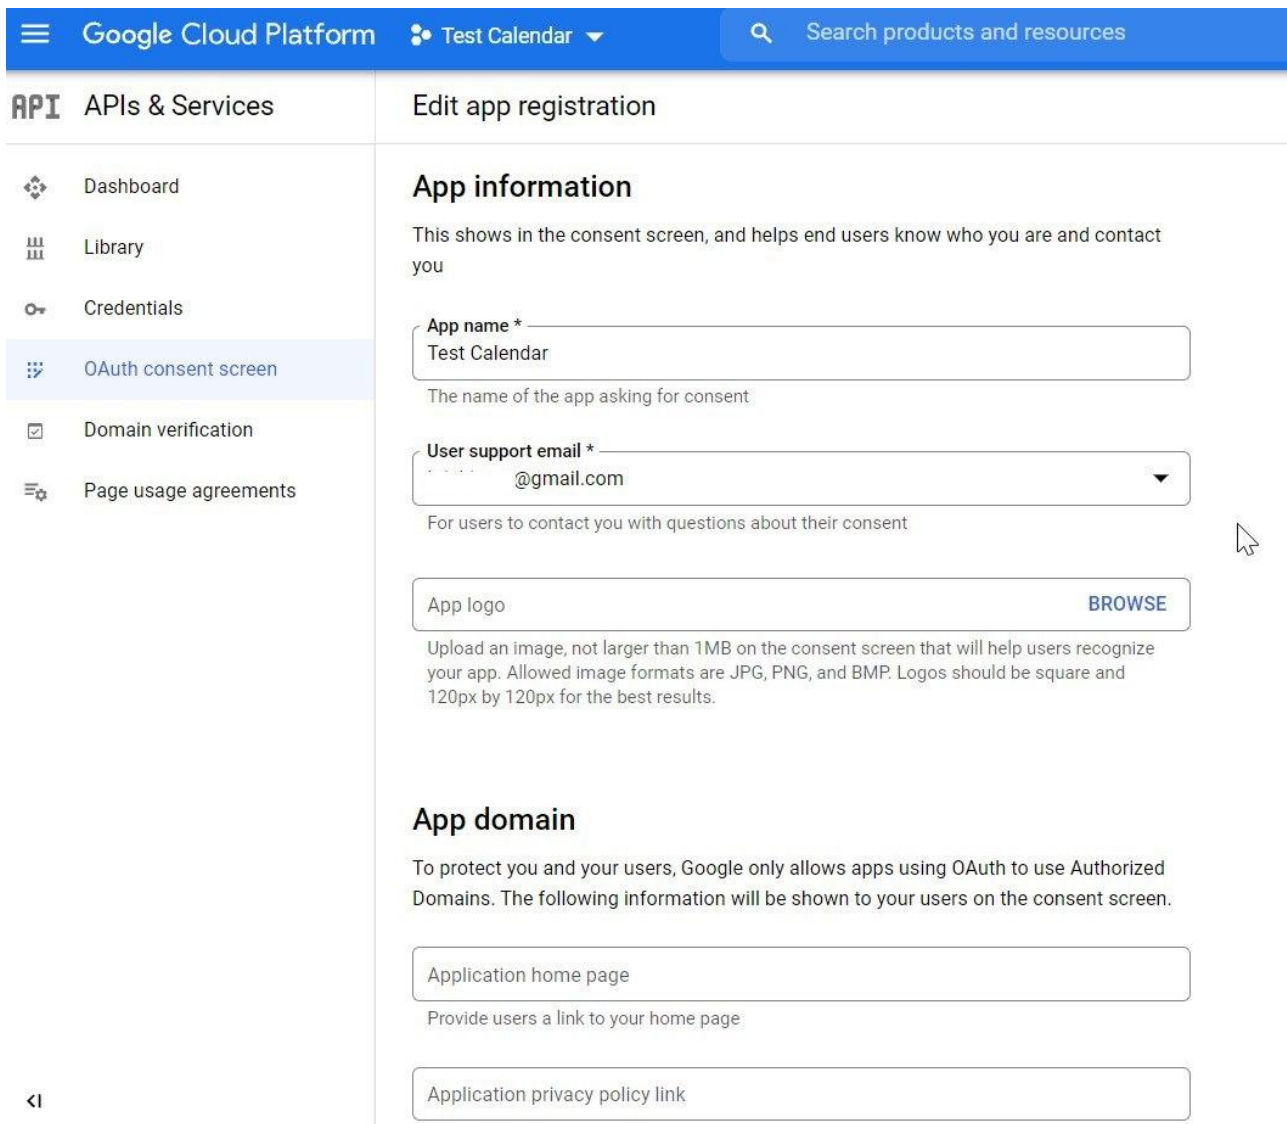 Google Cloud Platform
Test Calendar
Search products and resources
API APIs & Services
Edit app registration
Dashboard
Library
Credentials
OAuth consent screen
Domain verification
Page usage agreements
App information
This shows in the consent screen, and helps end users know who you are and contact
you
App name *
Test Calendar
The name of the app asking for consent
User support email *
@gmail.com
For users to contact you with questions about their consent
App logo
BROWSE
Upload an image, not larger than 1MB on the consent screen that will help users recognize
your app. Allowed image formats are JPG, PNG, and BMP. Logos should be square and
120px by 120px for the best results.
App domain
To protect you and your users, Google only allows apps using OAuth to use Authorized
Domains. The following information will be shown to your users on the consent screen.
Application home page
Provide users a link to your home page
Application privacy policy link